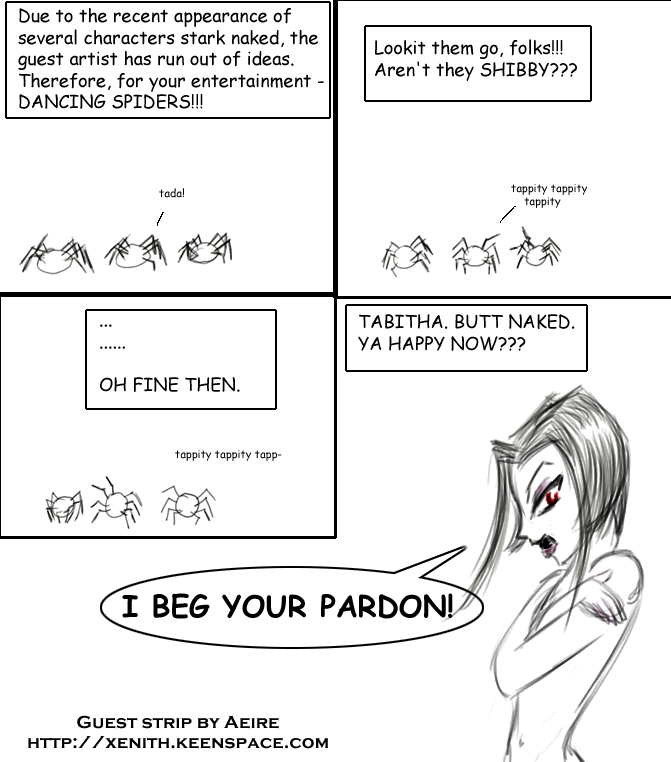 Due to the recent appearance of
several characters stark naked, the
guest artist has run out of ideas.
Therefore, for your entertainment -
DANCING SPIDERS!!!
tada!
Lookit them go, folks!!!
Aren't they SHIBBY???
tappity tappity
tappity
...
......
OH FINE THEN.
tappity tappity tapp-
TABITHA. BUTT NAKED.
YA HAPPY NOW???
I BEG YOUR PARDON!
Guest strip by Aeire
http://xenith.keenspace.com